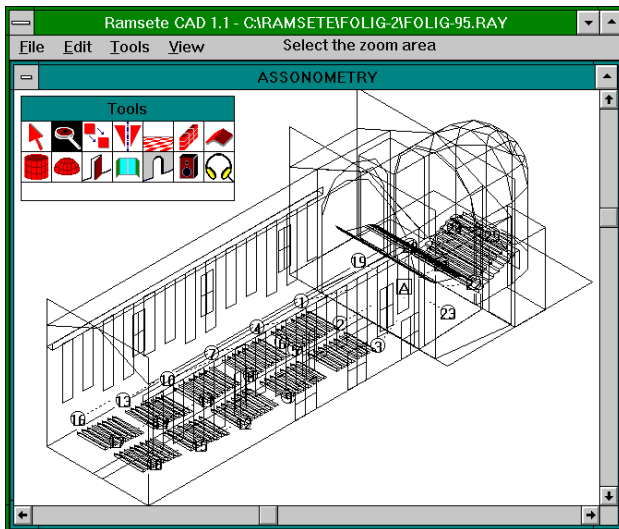 Ramsete CAD 1.1 - C:\RAMSETE\FOLIG-2\FOLIG-95.RAY
File Edit Tools View Select the zoom area
ASSONOMETRY
Tools
19
1
23
4
2
7
3
10
13
16
A